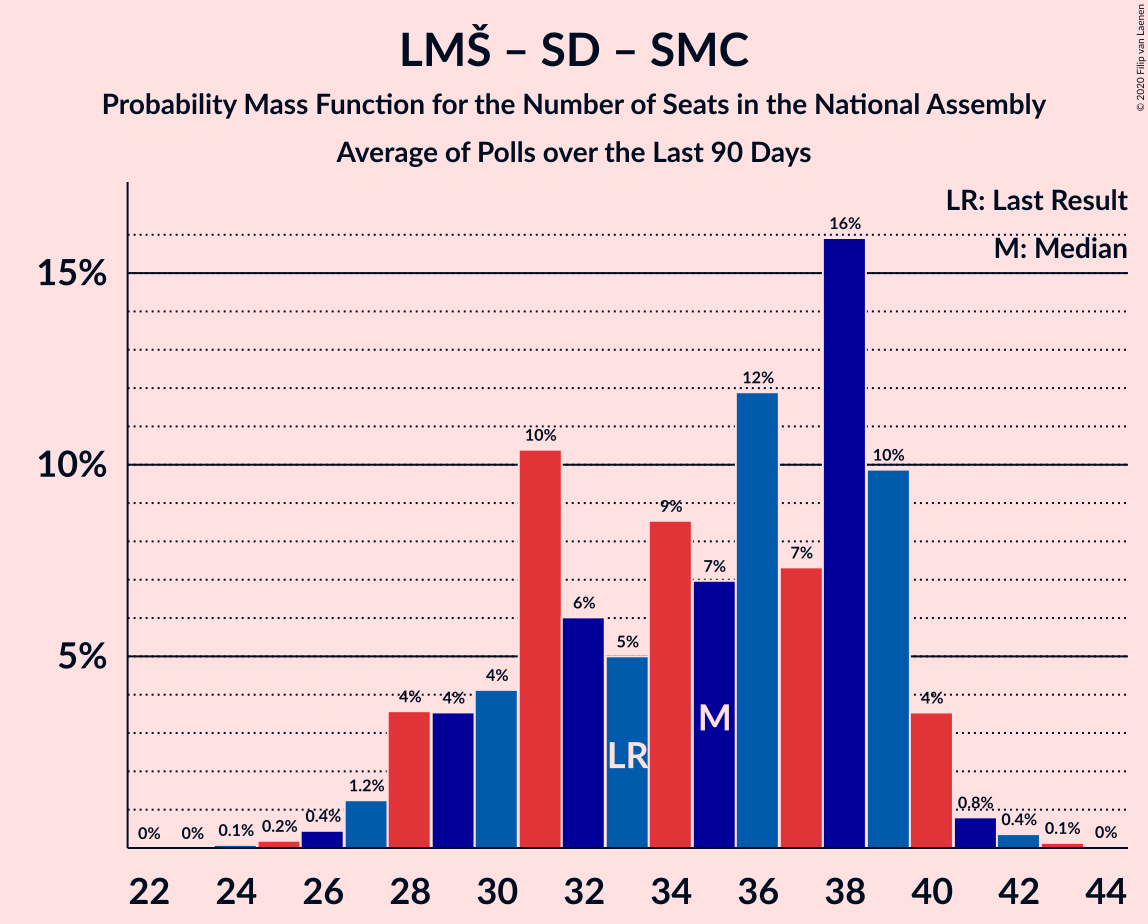 LMŠ – SD – SMC
Probability Mass Function for the Number of Seats in the National Assembly
Average of Polls over the Last 90 Days
© 2020 Filip van Laenen
LR: Last Result
M: Median
15%
10%
5%
0% 0% 0.1% 0.2% 0.4% 1.2% 4% 4% 4% 10% 6% 5% 9% 7% 12% 7% 16% 10% 4% 0.8% 0.4% 0.1% 0%
LR M
22 24 26 28 30 32 34 36 38 40 42 44